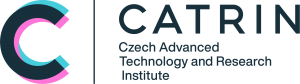 CATRIN
Czech Advanced
Technology and Research
Institute